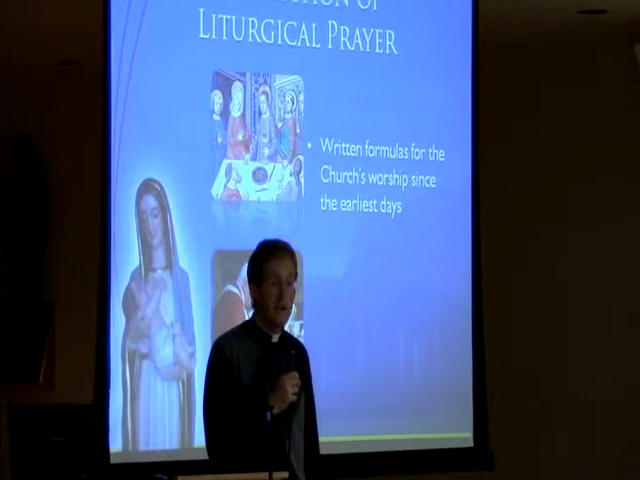 LITURGICAL PRAYER
• Written formulas for the
Church's worship since
the earliest days